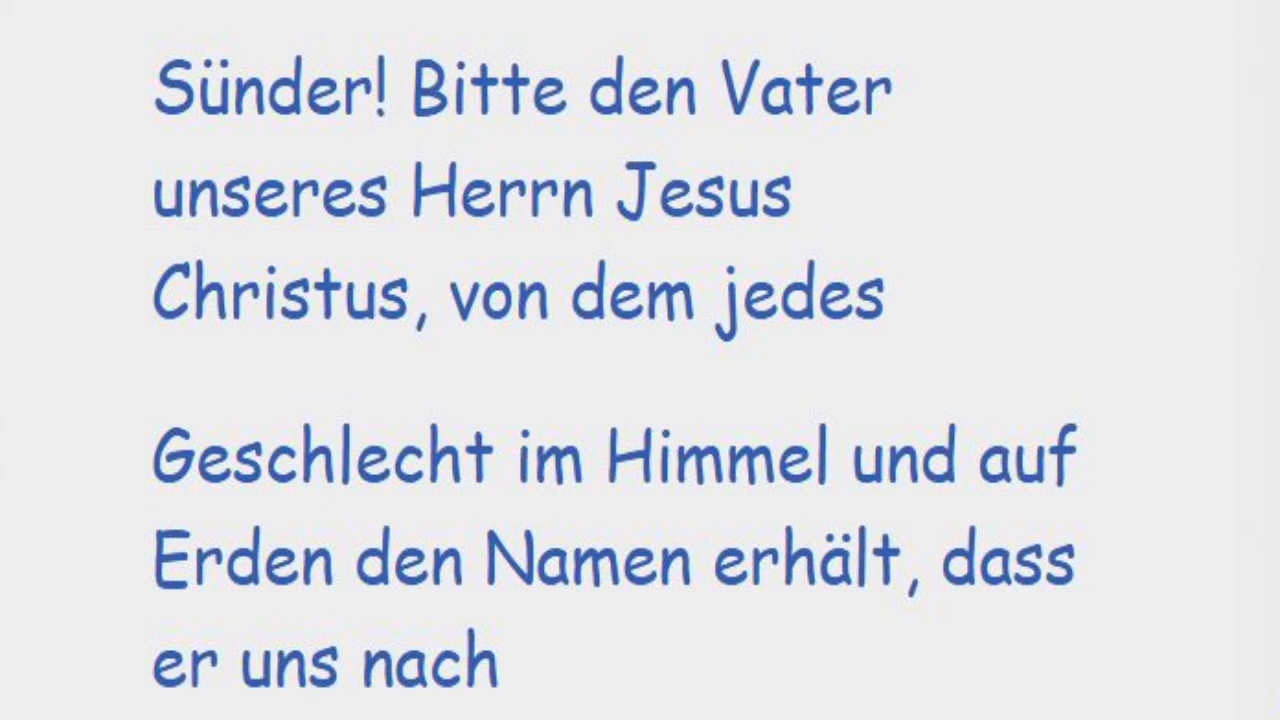 Sünder! Bitte den Vater
unseres Herrn Jesus
Christus, von dem jedes
Geschlecht im Himmel und auf
Erden den Namen erhält, dass
er uns nach